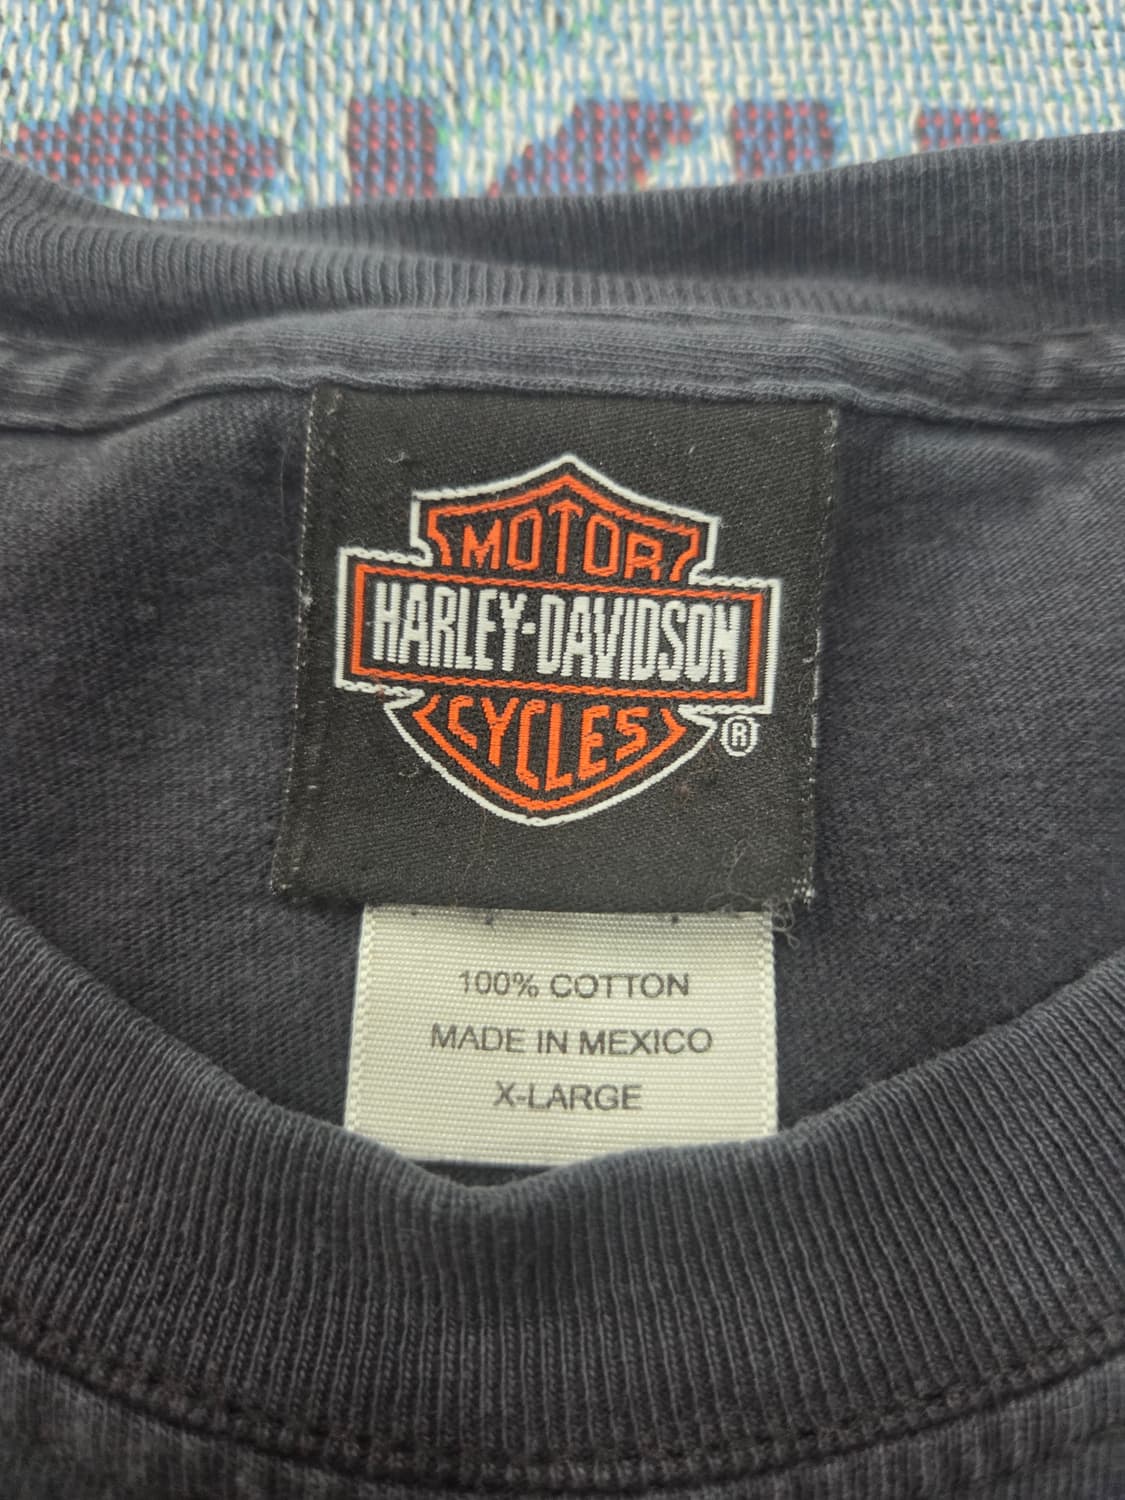 MOTOR
HARLEY-DAVIDSON
CYCLES
®
100% COTTON
MADE IN MEXICO
X-LARGE